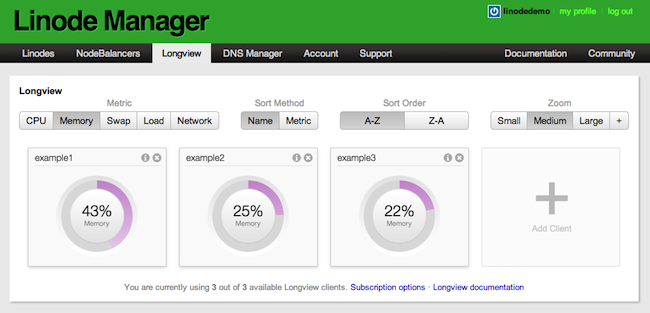 Linode Manager
linodedemo my profile log out
Linodes NodeBalancers Longview DNS Manager Account Support Documentation Community
Longview
Metric Sort Method Sort Order Zoom
CPU Memory Swap Load Network Name Metric A-Z Z-A Small Medium Large +
example1 example2 example3
43% 25% 22%
Memory Memory Memory
Add Client
You are currently using 3 out of 3 available Longview clients. Subscription options · Longview documentation